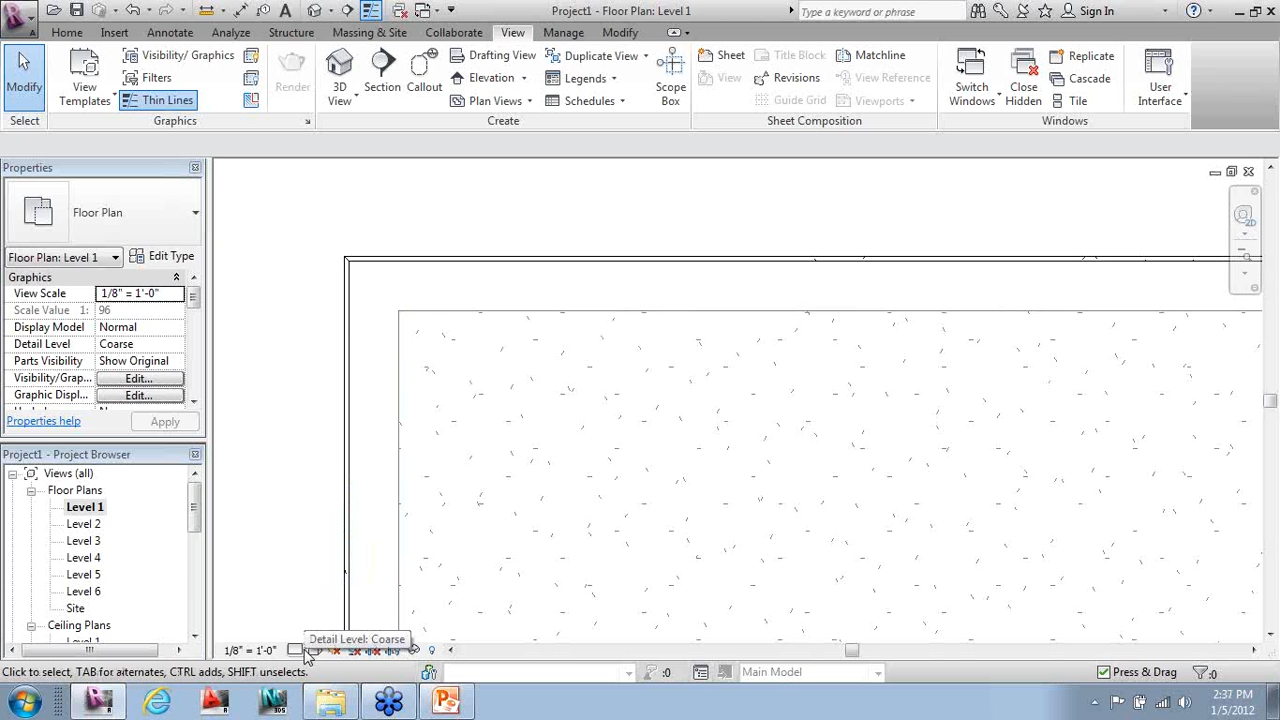 Project1 - Floor Plan: Level 1
Type a keyword or phrase
Sign In
Home Insert Annotate Analyze Structure Massing & Site Collaborate View Manage Modify
Modify
View Templates
Visibility/ Graphics
Filters
Thin Lines
Render
3D View
Section
Callout
Drafting View
Elevation
Plan Views
Duplicate View
Legends
Schedules
Scope Box
Sheet
View
Title Block
Revisions
Guide Grid
Matchline
View Reference
Viewports
Switch Windows
Close Hidden
Replicate
Cascade
Tile
User Interface
Select Graphics Create Sheet Composition Windows
Properties
Floor Plan
Floor Plan: Level 1 Edit Type
Graphics
View Scale 1/8" = 1'-0"
Scale Value 1: 96
Display Model Normal
Detail Level Coarse
Parts Visibility Show Original
Visibility/Grap... Edit...
Graphic Displ... Edit...
Properties help Apply
Project1 - Project Browser
Views (all)
Floor Plans
Level 1
Level 2
Level 3
Level 4
Level 5
Level 6
Site
Ceiling Plans
2D
Detail Level: Coarse
1/8" = 1'-0"
Click to select, TAB for alternates, CTRL adds, SHIFT unselects.
:0
Main Model
Press & Drag
:0
2:37 PM
1/5/2012